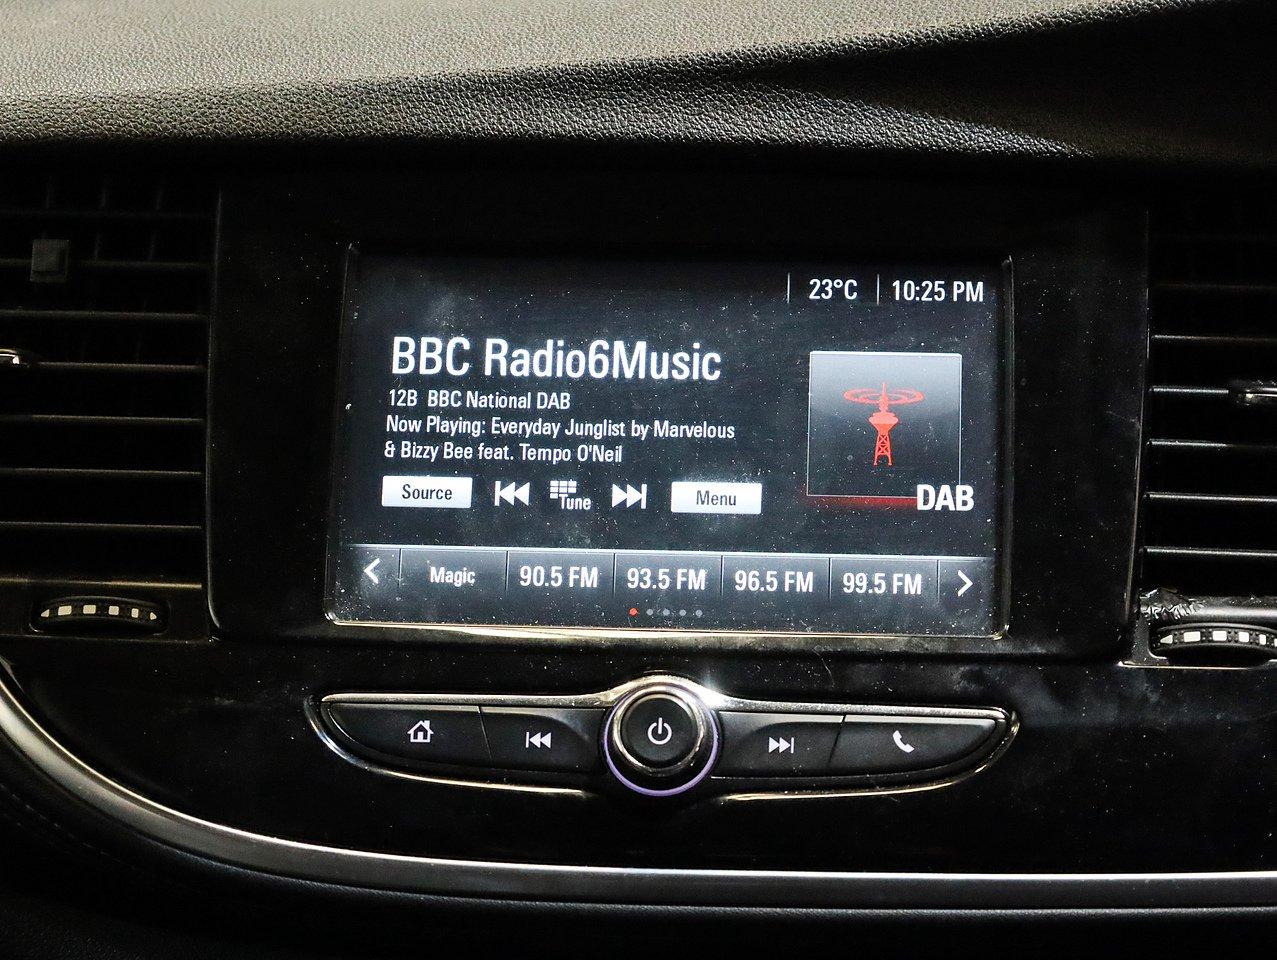 23°C 10:25 PM
BBC Radio6Music
12B BBC National DAB
Now Playing: Everyday Junglist by Marvelous
& Bizzy Bee feat. Tempo O'Neil
Source Tune Menu
DAB
Magic 90.5 FM 93.5 FM 96.5 FM 99.5 FM